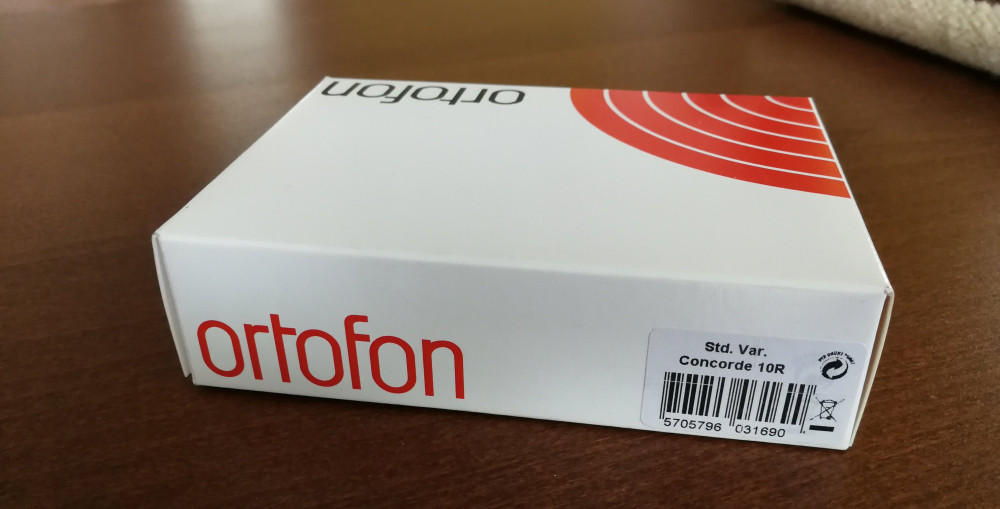 ortofon
ortofon
Std. Var.
Concorde 10R
5705796 031690